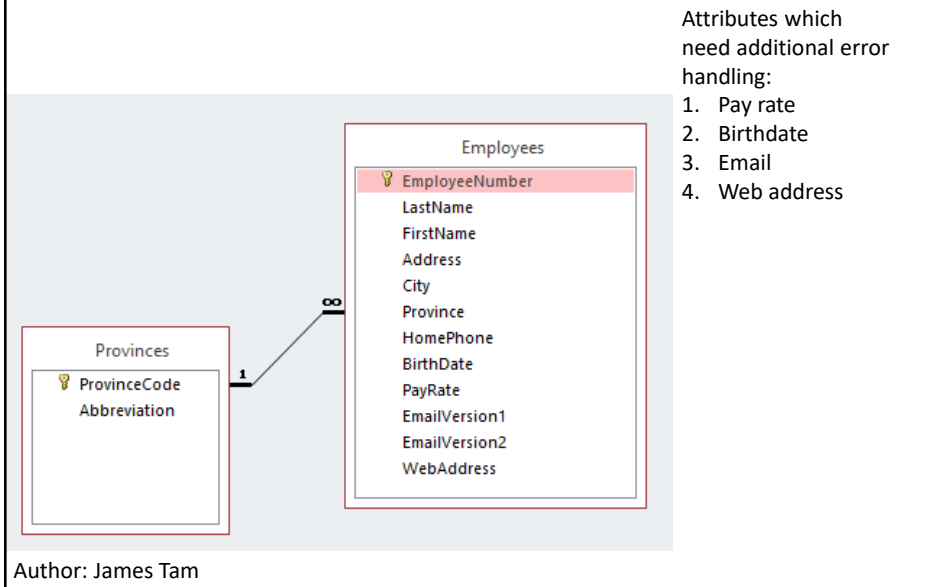 Attributes which
need additional error
handling:
1. Pay rate
2. Birthdate
3. Email
4. Web address
Employees
EmployeeNumber
LastName
FirstName
Address
City
Province
HomePhone
BirthDate
PayRate
EmailVersion1
EmailVersion2
WebAddress
∞
1
Provinces
ProvinceCode
Abbreviation
Author: James Tam